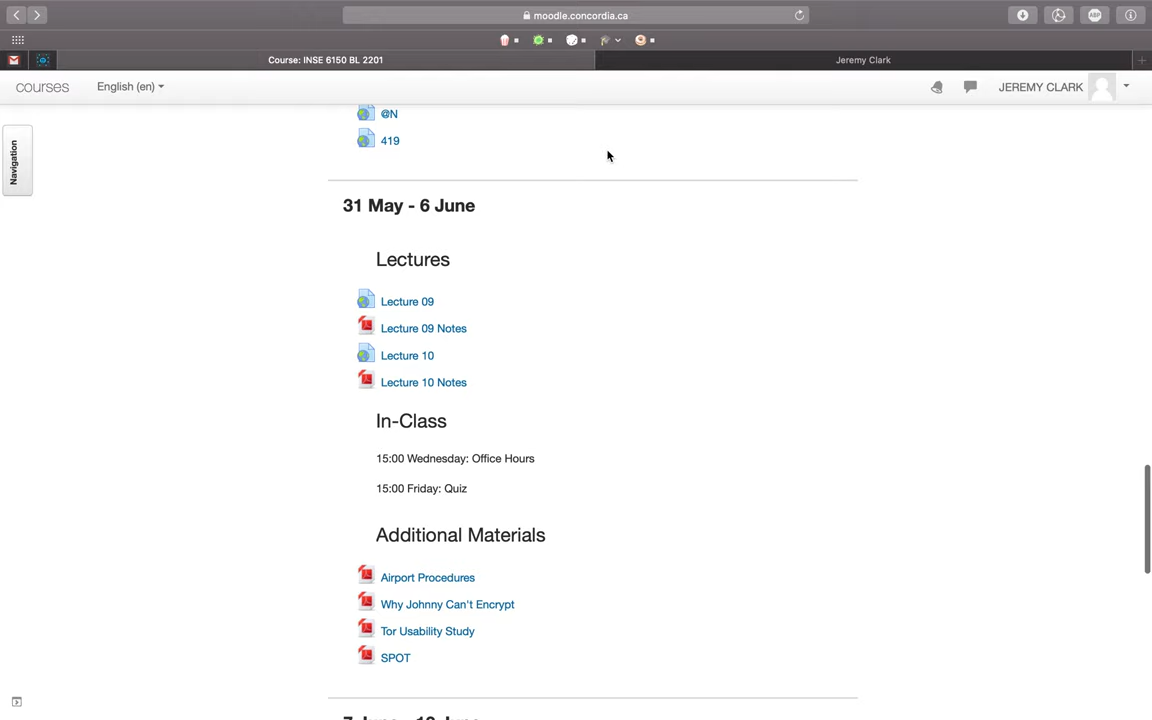 moodle.concordia.ca
ABP
Course: INSE 6150 BL 2201
Jeremy Clark
courses
English (en)
JEREMY CLARK
Navigation
@N
419
31 May - 6 June
Lectures
Lecture 09
Lecture 09 Notes
Lecture 10
Lecture 10 Notes
In-Class
15:00 Wednesday: Office Hours
15:00 Friday: Quiz
Additional Materials
Airport Procedures
Why Johnny Can't Encrypt
Tor Usability Study
SPOT